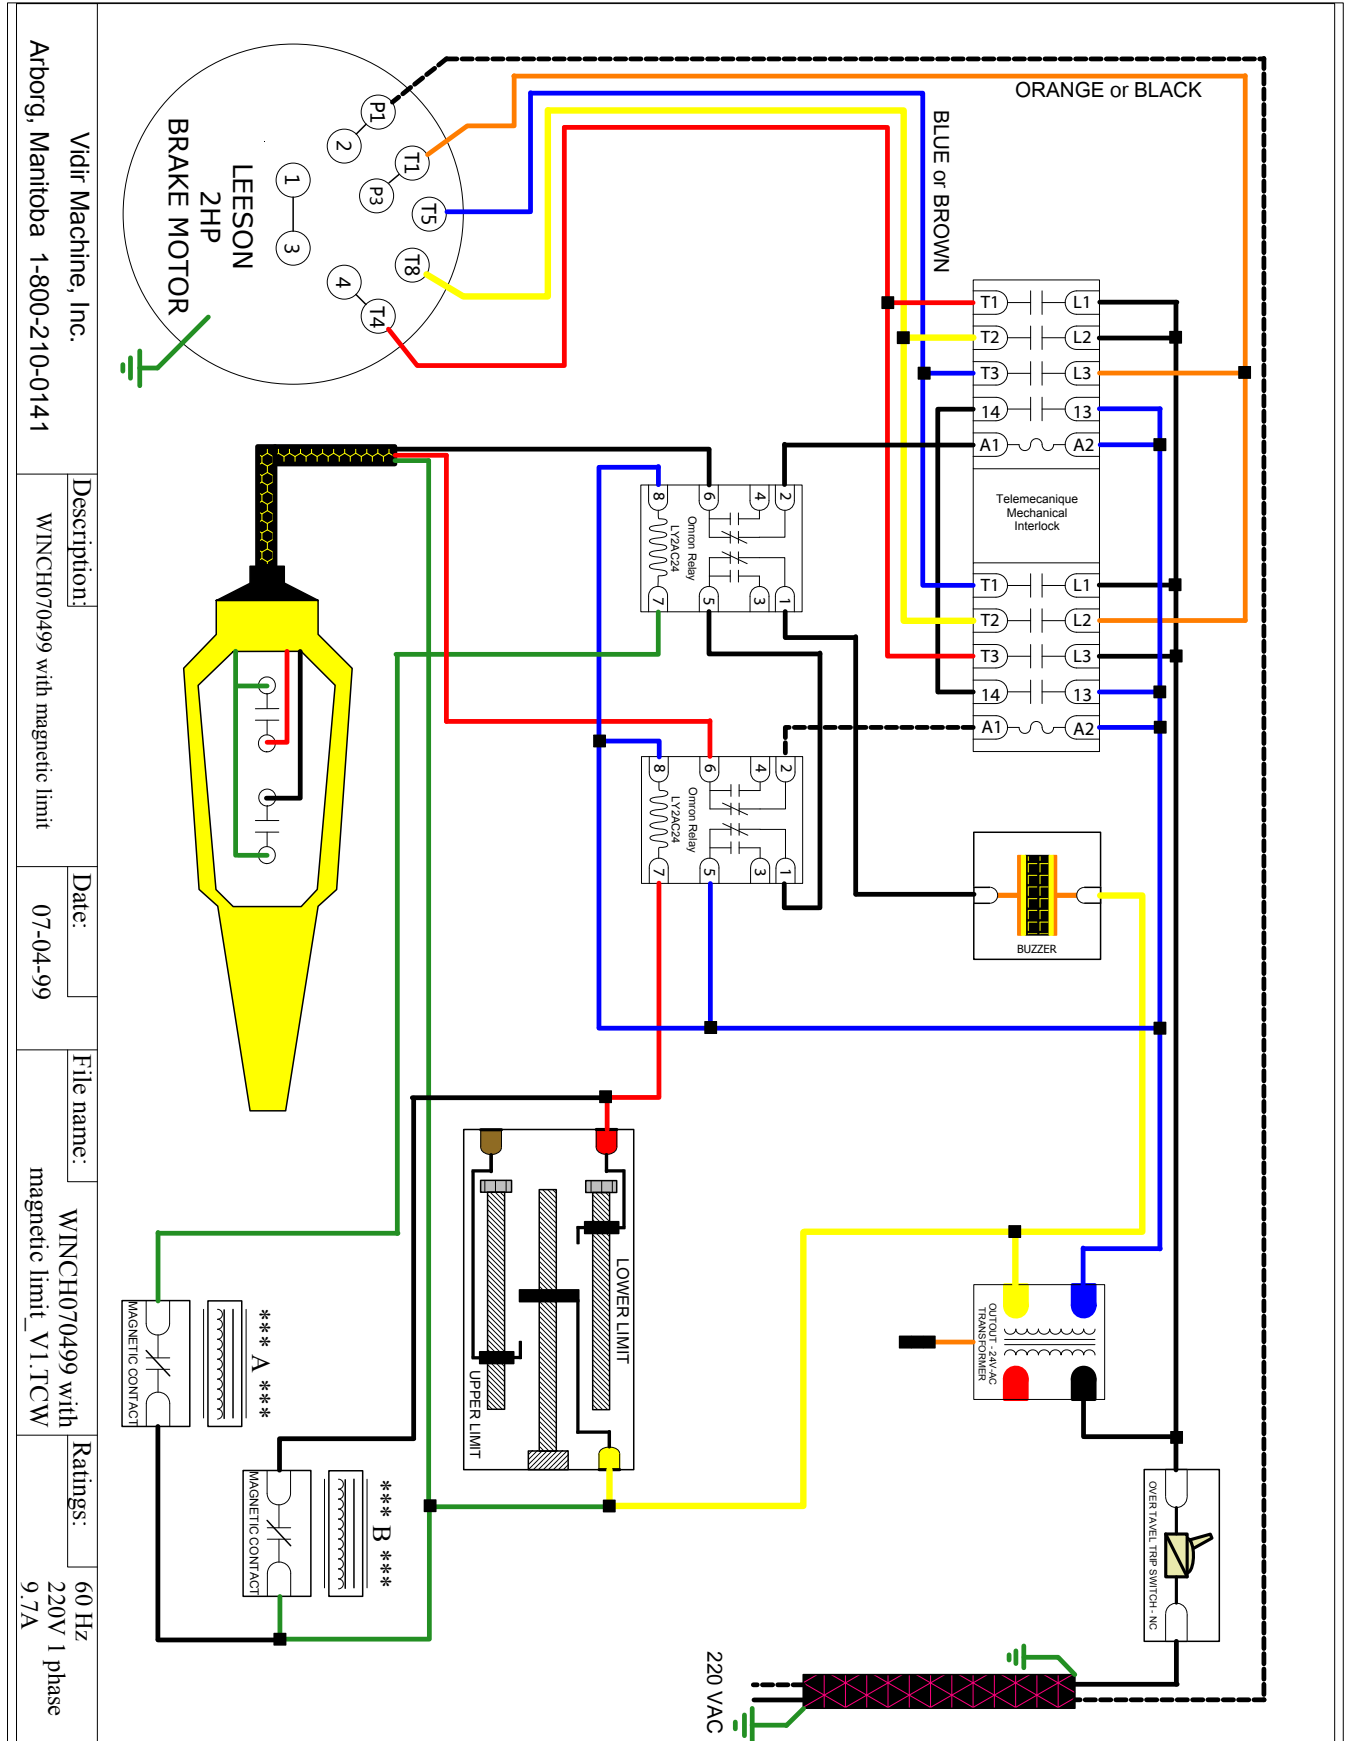 ORANGE or BLACK
BLUE or BROWN
P1
2
T1
P3
T5
T8
4
T4
1
3
LEESON
2HP
BRAKE MOTOR
T1
L1
T2
L2
T3
L3
14
13
A1
A2
Telemecanique
Mechanical
Interlock
T1
L1
T2
L2
T3
L3
14
13
A1
A2
8
6
4
2
Omron Relay
LY2AC24
7
5
3
1
8
6
4
2
Omron Relay
LY2AC24
7
5
3
1
BUZZER
LOWER LIMIT
UPPER LIMIT
OUTOUT - 24V-AC
TRANSFORMER
*** A ***
MAGNETIC CONTACT
*** B ***
MAGNETIC CONTACT
OVER TAVEL TRIP SWITCH - NC
220 VAC
Vidir Machine, Inc.
Arborg, Manitoba 1-800-210-0141
Description:
WINCH070499 with magnetic limit
Date:
07-04-99
File name:
WINCH070499 with
magnetic limit_V1.TCW
Ratings:
60 Hz
220V 1 phase
9.7A